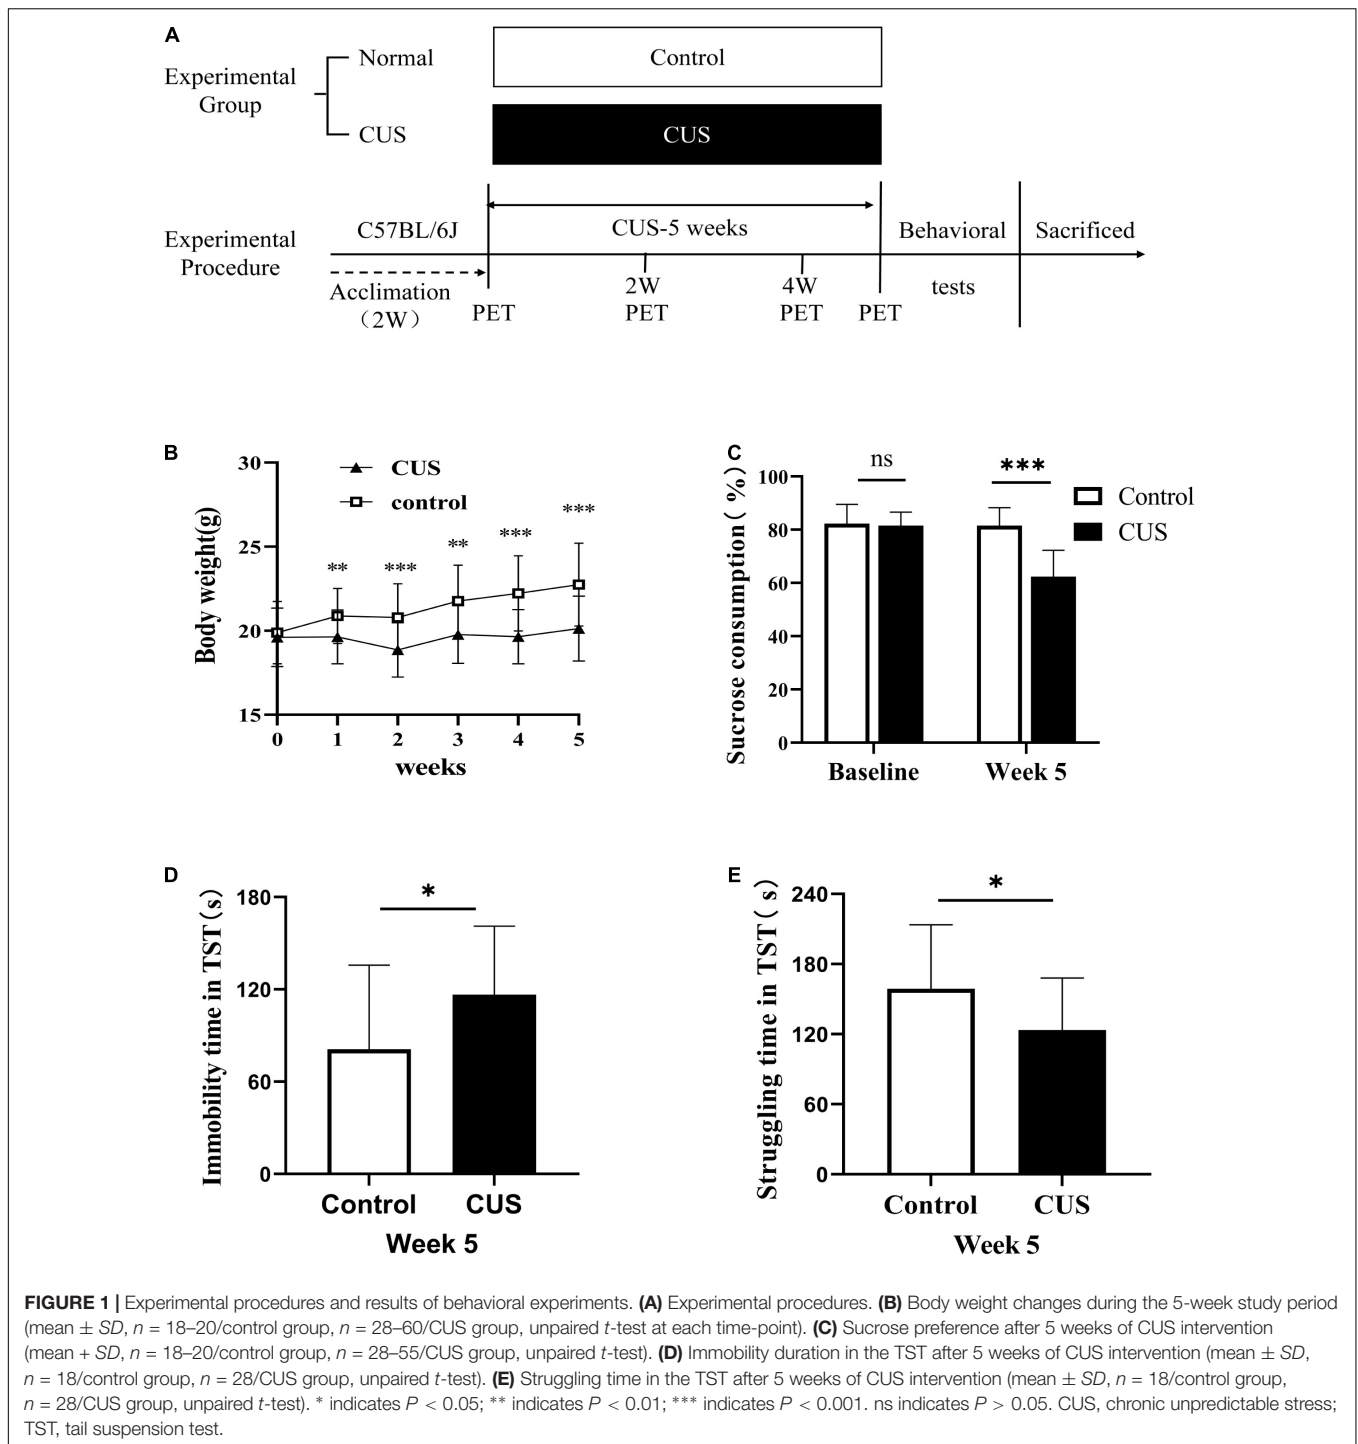 A
Experimental
Group
Normal
CUS
Control
CUS
Experimental
Procedure
C57BL/6J
Acclimation
（2W）
CUS-5 weeks
2W
4W
PET
PET
PET
PET
Behavioral
tests
Sacrificed
B
30
25
20
15
Body weight(g)
CUS
control
**
***
**
***
***
0 1 2 3 4 5
weeks
C
Sucrose consumption（%）
100
80
60
40
20
0
ns
***
Control
CUS
Baseline Week 5
D
Immobility time in TST（s）
180
120
60
0
*
Control CUS
Week 5
E
Struggling time in TST（s）
240
180
120
60
0
*
Control CUS
Week 5
FIGURE 1 | Experimental procedures and results of behavioral experiments. (A) Experimental procedures. (B) Body weight changes during the 5-week study period
(mean ± SD, n = 18–20/control group, n = 28–60/CUS group, unpaired t-test at each time-point). (C) Sucrose preference after 5 weeks of CUS intervention
(mean + SD, n = 18–20/control group, n = 28–55/CUS group, unpaired t-test). (D) Immobility duration in the TST after 5 weeks of CUS intervention (mean ± SD,
n = 18/control group, n = 28/CUS group, unpaired t-test). (E) Struggling time in the TST after 5 weeks of CUS intervention (mean ± SD, n = 18/control group,
n = 28/CUS group, unpaired t-test). * indicates P < 0.05; ** indicates P < 0.01; *** indicates P < 0.001. ns indicates P > 0.05. CUS, chronic unpredictable stress;
TST, tail suspension test.